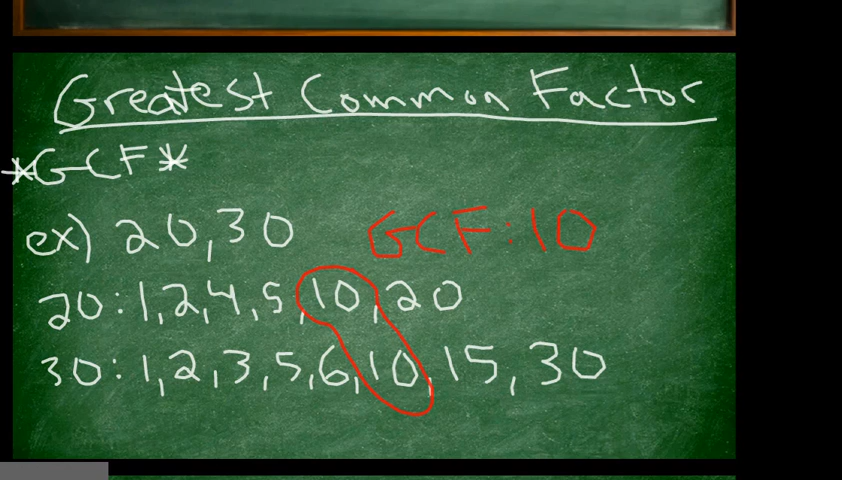 Greatest Common Factor
*GCF*
ex) 20,30 GCF:10
20:1,2,4,5,10,20
30:1,2,3,5,6,10,15,30